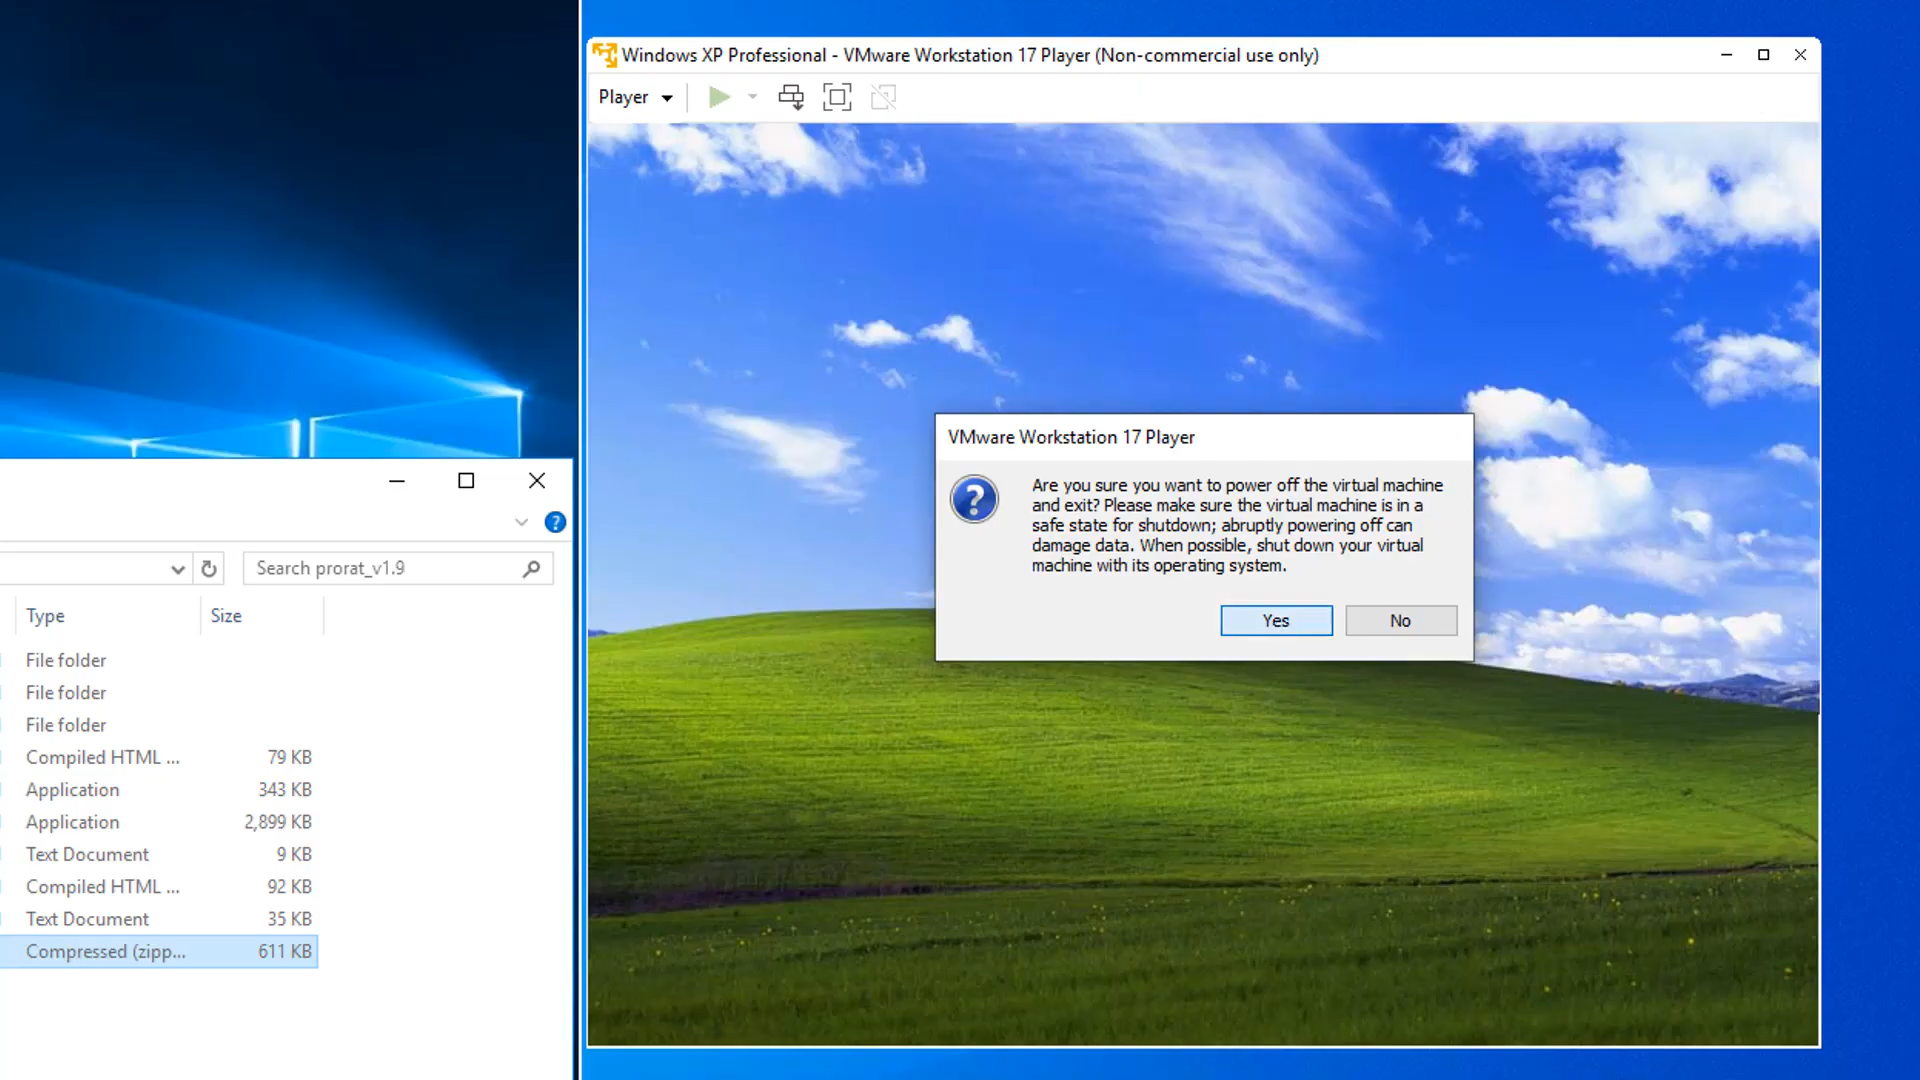 Windows XP Professional - VMware Workstation 17 Player (Non-commercial use only)
Player
VMware Workstation 17 Player
Are you sure you want to power off the virtual machine
and exit? Please make sure the virtual machine is in a
safe state for shutdown; abruptly powering off can
damage data. When possible, shut down your virtual
machine with its operating system.
Yes No
Search prorat_v1.9
Type Size
File folder
File folder
File folder
Compiled HTML ... 79 KB
Application 343 KB
Application 2,899 KB
Text Document 9 KB
Compiled HTML ... 92 KB
Text Document 35 KB
Compressed (zipp... 611 KB